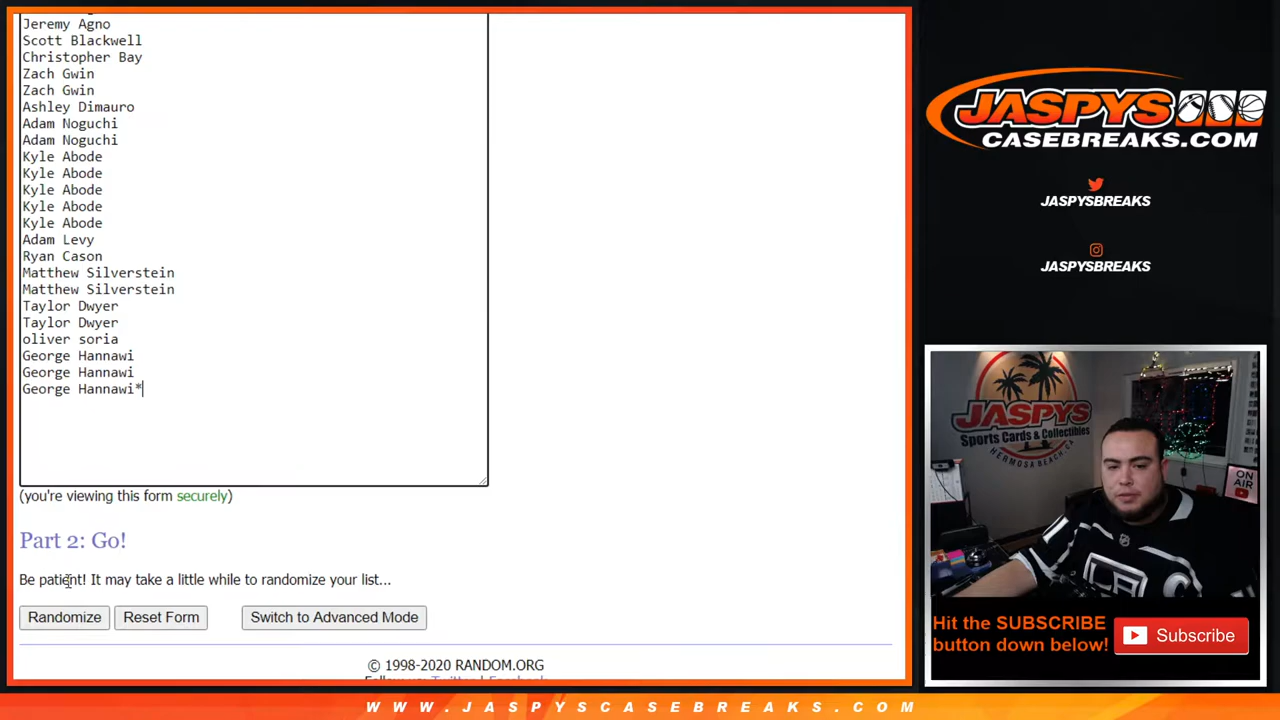 Jeremy Agno
Scott Blackwell
Christopher Bay
Zach Gwin
Zach Gwin
Ashley Dimauro
Adam Noguchi
Adam Noguchi
Kyle Abode
Kyle Abode
Kyle Abode
Kyle Abode
Kyle Abode
Adam Levy
Ryan Cason
Matthew Silverstein
Matthew Silverstein
Taylor Dwyer
Taylor Dwyer
oliver soria
George Hannawi
George Hannawi
George Hannawi*
(you're viewing this form securely)
Part 2: Go!
Be patient! It may take a little while to randomize your list...
Randomize
Reset Form
Switch to Advanced Mode
© 1998-2020 RANDOM.ORG
JASPYS
CASEBREAKS.COM
JASPYSBREAKS
JASPYSBREAKS
JASPYS
Sports Cards & Collectibles
HERMOSA BEACH, CA
ON
AIR
LA
Hit the SUBSCRIBE
button down below!
Subscribe
WWW.JASPYSCASEBREAKS.COM